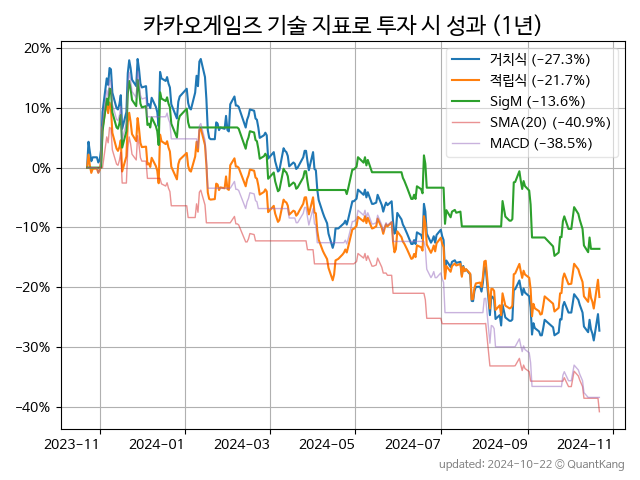 카카오게임즈 기술 지표로 투자 시 성과 (1년)
거치식 (−27.3%)
적립식 (−21.7%)
SigM (−13.6%)
SMA(20) (−40.9%)
MACD (−38.5%)
20%
10%
0%
−10%
−20%
−30%
−40%
2023-11 2024-01 2024-03 2024-05 2024-07 2024-09 2024-11
updated: 2024-10-22 © QuantKang